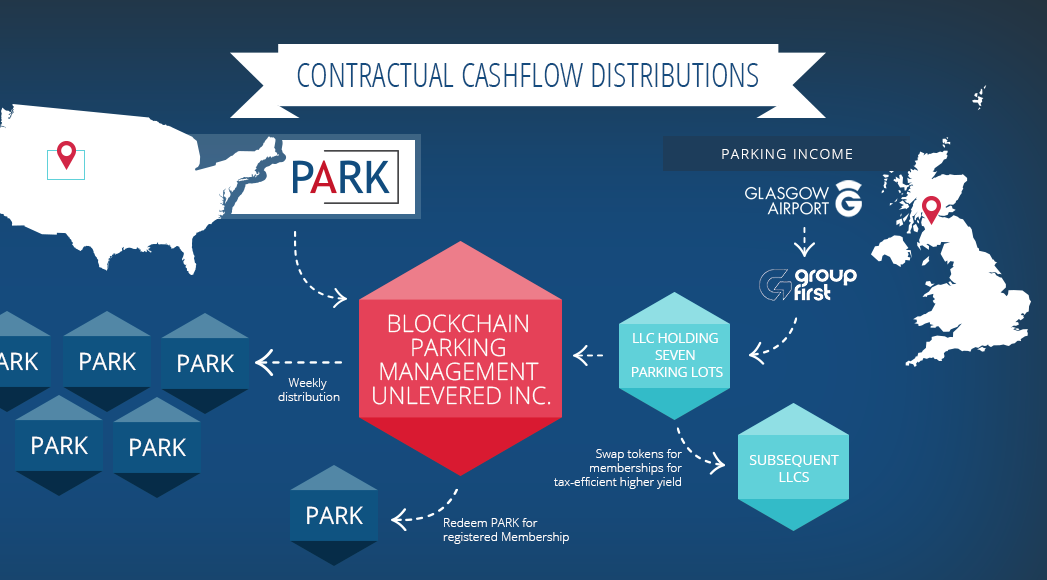 CONTRACTUAL CASHFLOW DISTRIBUTIONS
PARK
PARKING INCOME
GLASGOW
AIRPORT
group
first
BLOCKCHAIN
PARKING
MANAGEMENT
UNLEVERED INC.
LLC HOLDING
SEVEN
PARKING LOTS
ARK
PARK
PARK
Weekly
distribution
PARK
PARK
Swap tokens for
memberships for
tax-efficient higher yield
SUBSEQUENT
LLCS
PARK
Redeem PARK for
registered Membership